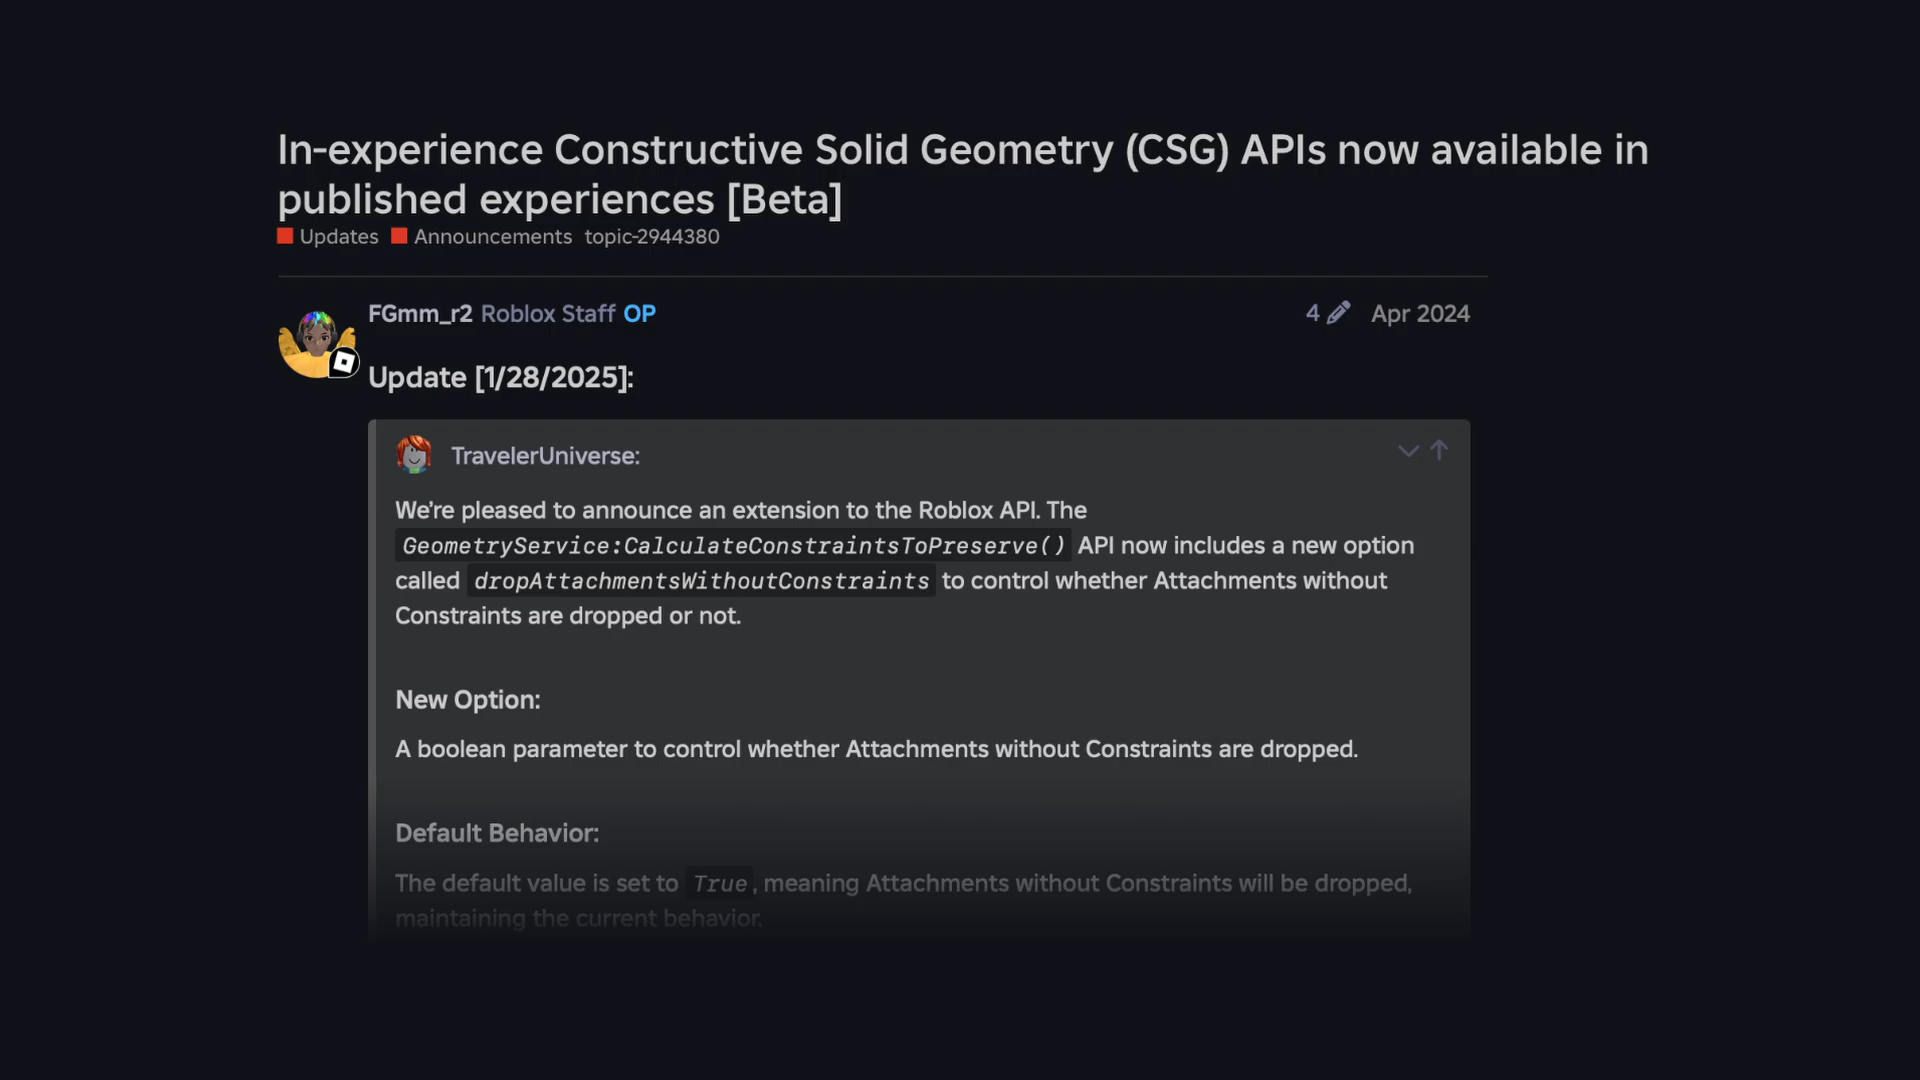 In-experience Constructive Solid Geometry (CSG) APIs now available in
published experiences [Beta]
Updates Announcements topic-2944380
FGmm_r2 Roblox Staff OP 4 Apr 2024
Update [1/28/2025]:
TravelerUniverse:
We’re pleased to announce an extension to the Roblox API. The
GeometryService:CalculateConstraintsToPreserve() API now includes a new option
called dropAttachmentsWithoutConstraints to control whether Attachments without
Constraints are dropped or not.
New Option:
A boolean parameter to control whether Attachments without Constraints are dropped.
Default Behavior:
The default value is set to True, meaning Attachments without Constraints will be dropped,
maintaining the current behavior.